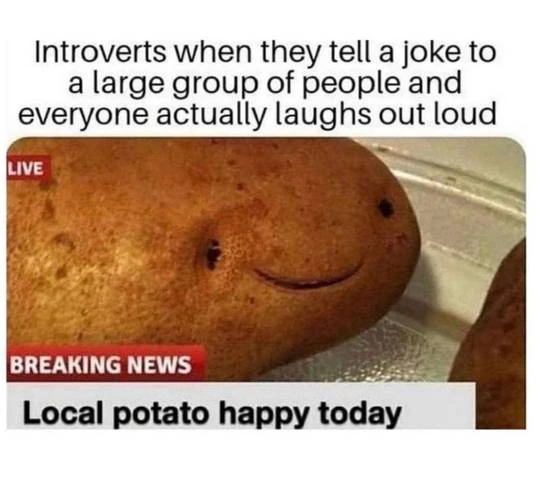 Introverts when they tell a joke to
a large group of people and
everyone actually laughs out loud
LIVE
BREAKING NEWS
Local potato happy today